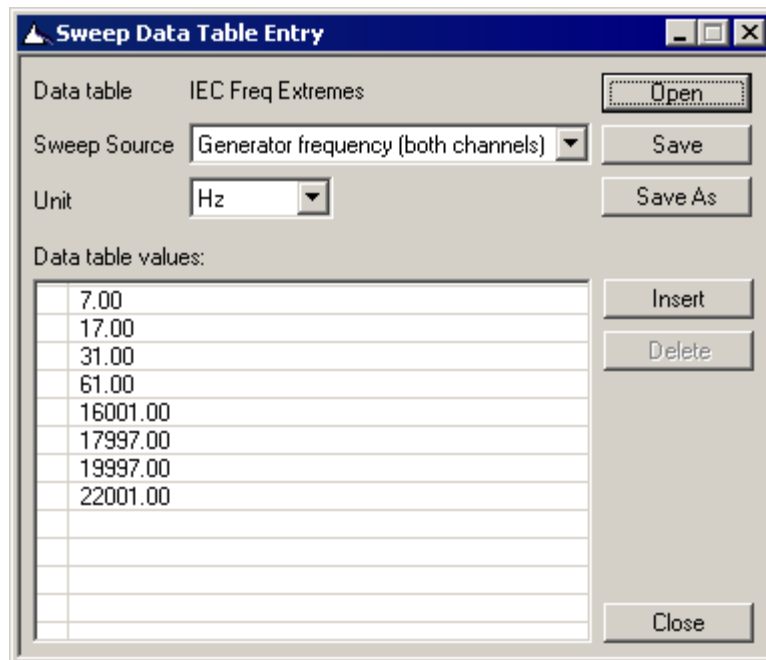 Sweep Data Table Entry
Data table IEC Freq Extremes Open
Sweep Source Generator frequency (both channels) Save
Unit Hz Save As
Data table values:
7.00 Insert
17.00
31.00 Delete
61.00
16001.00
17997.00
19997.00
22001.00
Close